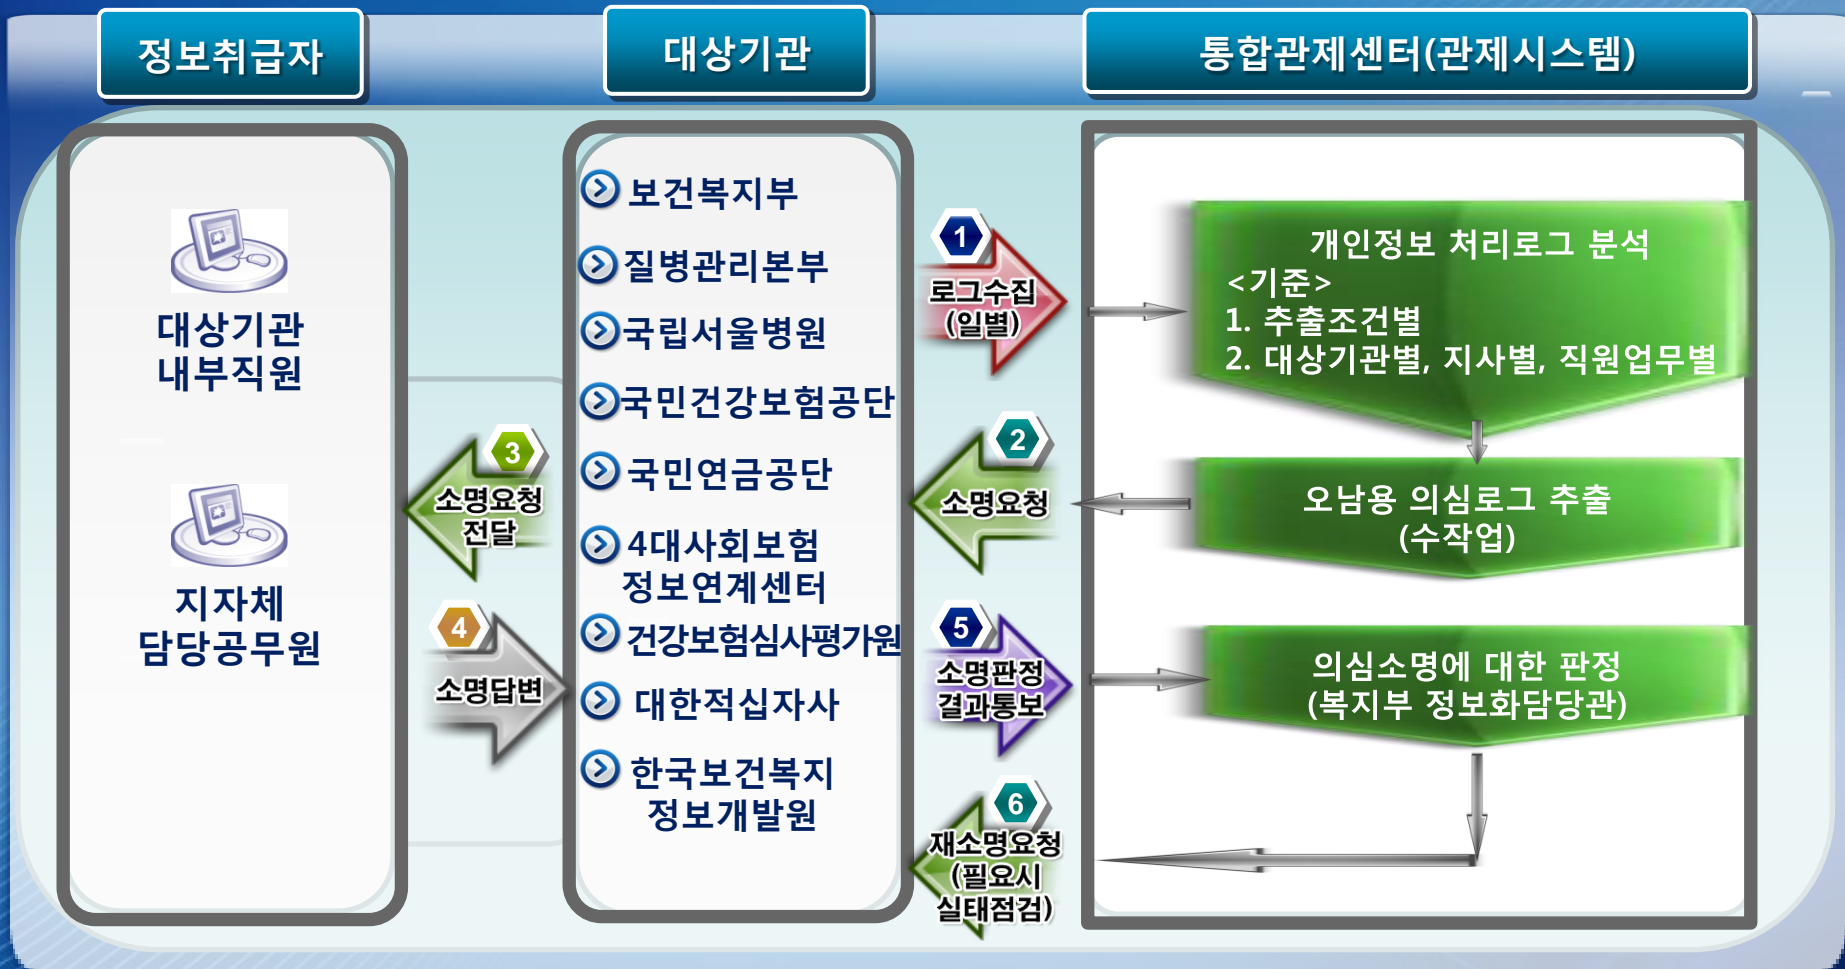 정보취급자
대상기관
통합관제센터(관제시스템)
대상기관
내부직원
지자체
담당공무원
3
소명요청
전달
4
소명답변
보건복지부
질병관리본부
국립서울병원
국민건강보험공단
국민연금공단
4대사회보험
정보연계센터
건강보험심사평가원
대한적십자사
한국보건복지
정보개발원
1
로그수집
(일별)
2
소명요청
5
소명판정
결과통보
6
재소명요청
(필요시
실태점검)
개인정보 처리로그 분석
<기준>
1. 추출조건별
2. 대상기관별, 지사별, 직원업무별
오남용 의심로그 추출
(수작업)
의심소명에 대한 판정
(복지부 정보화담당관)